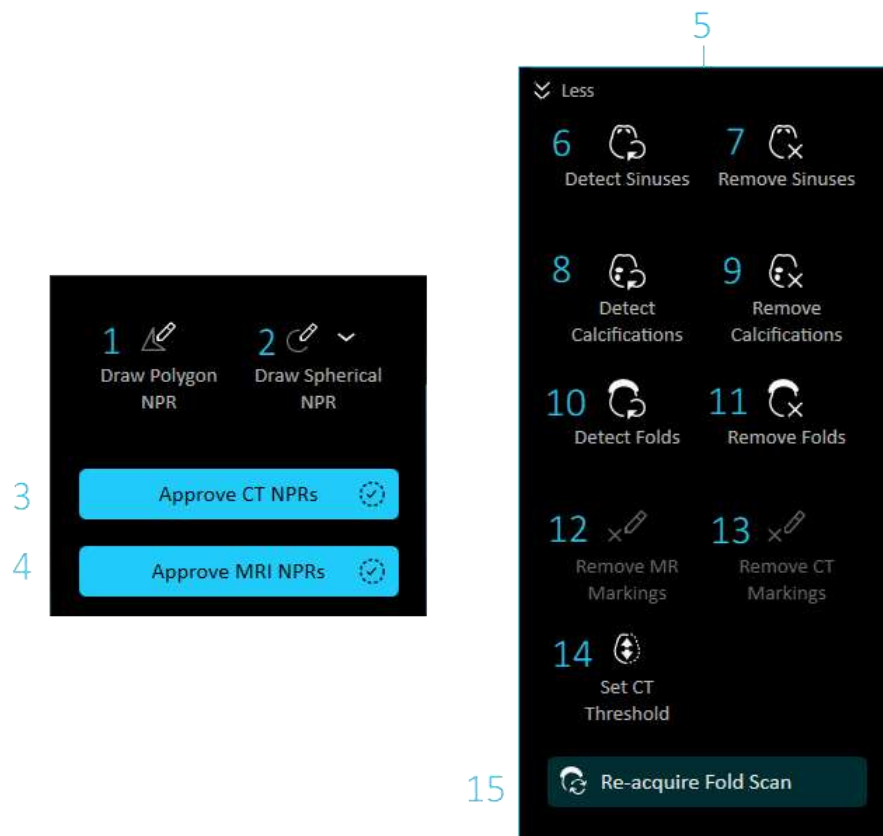 1
2
Draw Polygon
NPR
Draw Spherical
NPR
3
Approve CT NPRs
4
Approve MRI NPRs
5
Less
6
7
Detect Sinuses
Remove Sinuses
8
9
Detect
Calcifications
Remove
Calcifications
10
11
Detect Folds
Remove Folds
12
13
Remove MR
Markings
Remove CT
Markings
14
Set CT
Threshold
15
Re-acquire Fold Scan